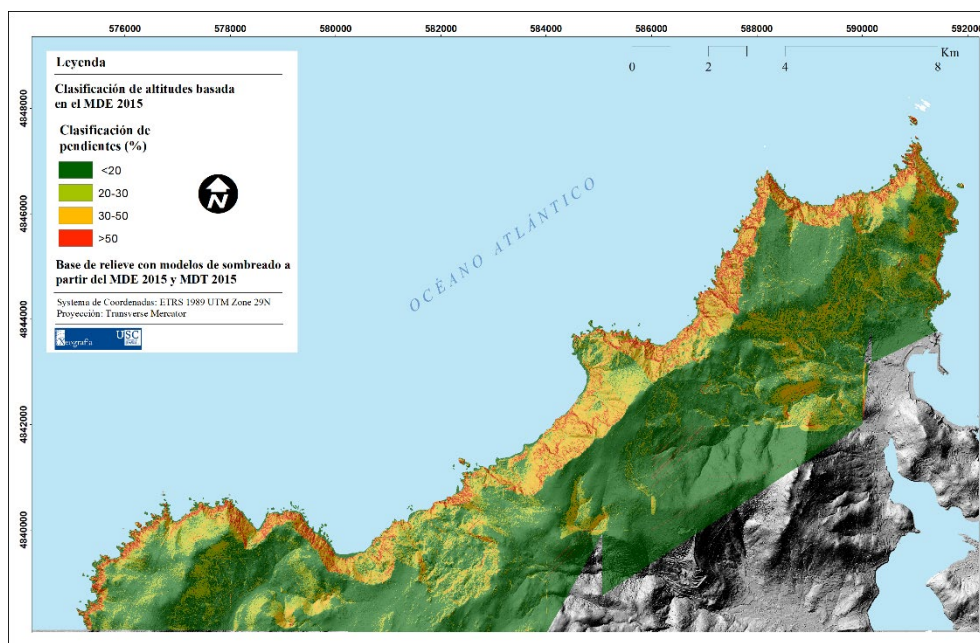 576000 578000 580000 582000 584000 586000 588000 590000 592000
Leyenda
Clasificación de altitudes basada
en el MDE 2015
Clasificación de
pendientes (%)
<20
20-30
30-50
>50
N
Base de relieve con modelos de sombreado a
partir del MDE 2015 y MDT 2015
Systema de Coordenadas: ETRS 1989 UTM Zone 29N
Proyección: Transverse Mercator
USC
Km
0 2 4 8
OCÉANO ATLÁNTICO
4848000
4846000
4844000
4842000
4840000